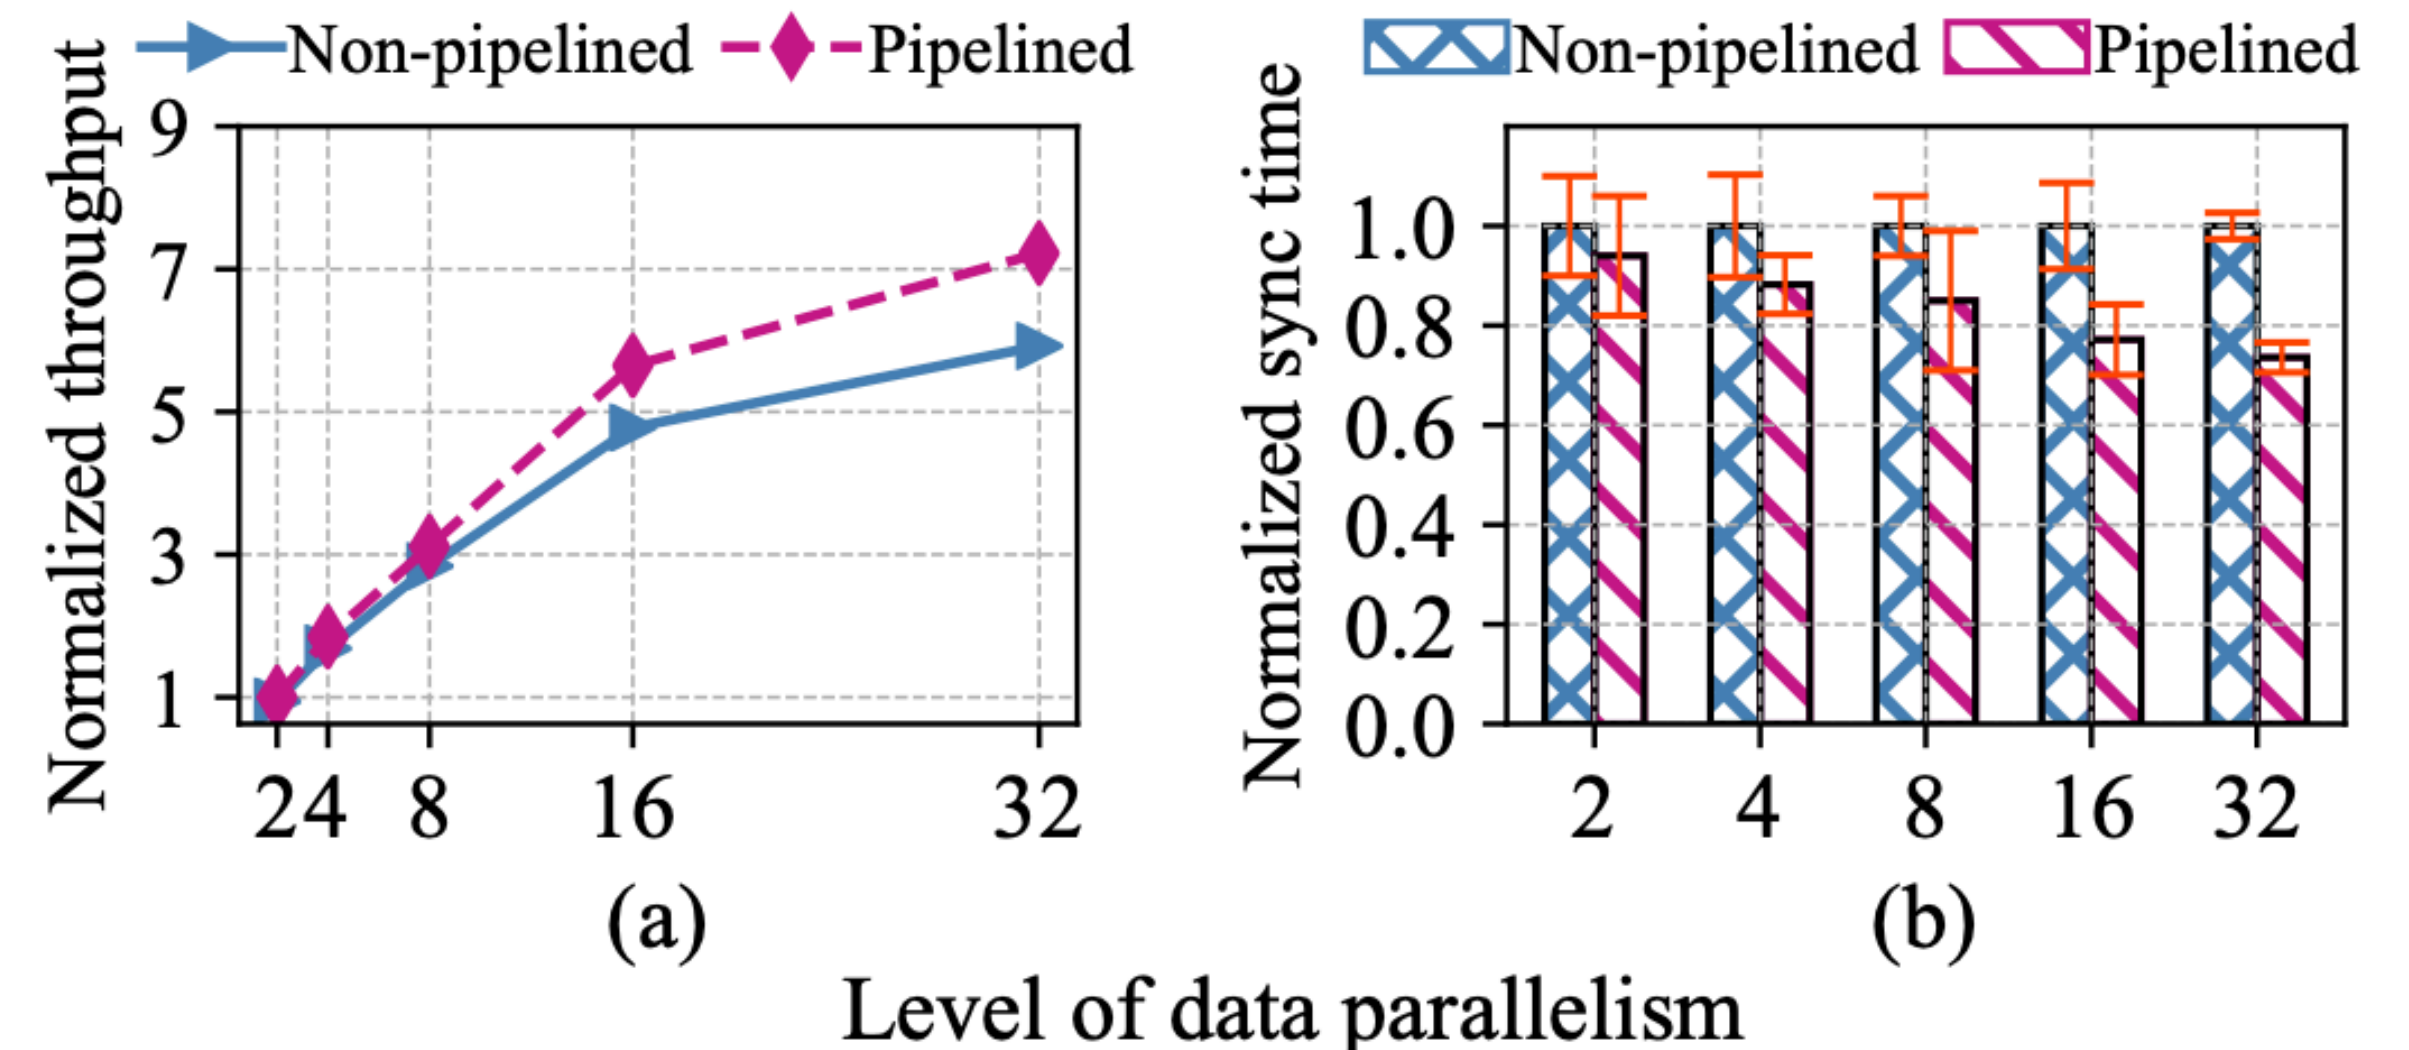 Non-pipelined Pipelined
Normalized throughput
9
7
5
3
1
2 4 8 16 32
(a)
Non-pipelined Pipelined
Normalized sync time
1.0
0.8
0.6
0.4
0.2
0.0
2 4 8 16 32
(b)
Level of data parallelism